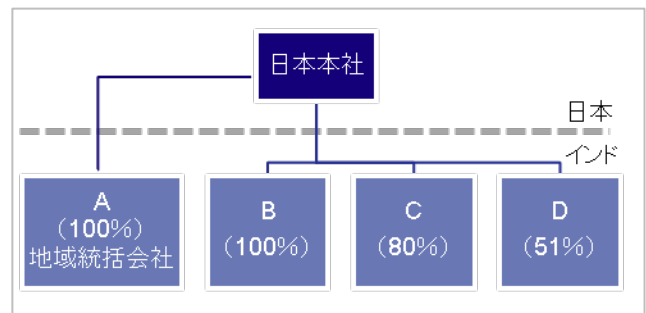 日本本社
日本
インド
A
（100%）
地域統括会社
B
（100%）
C
（80%）
D
（51%）